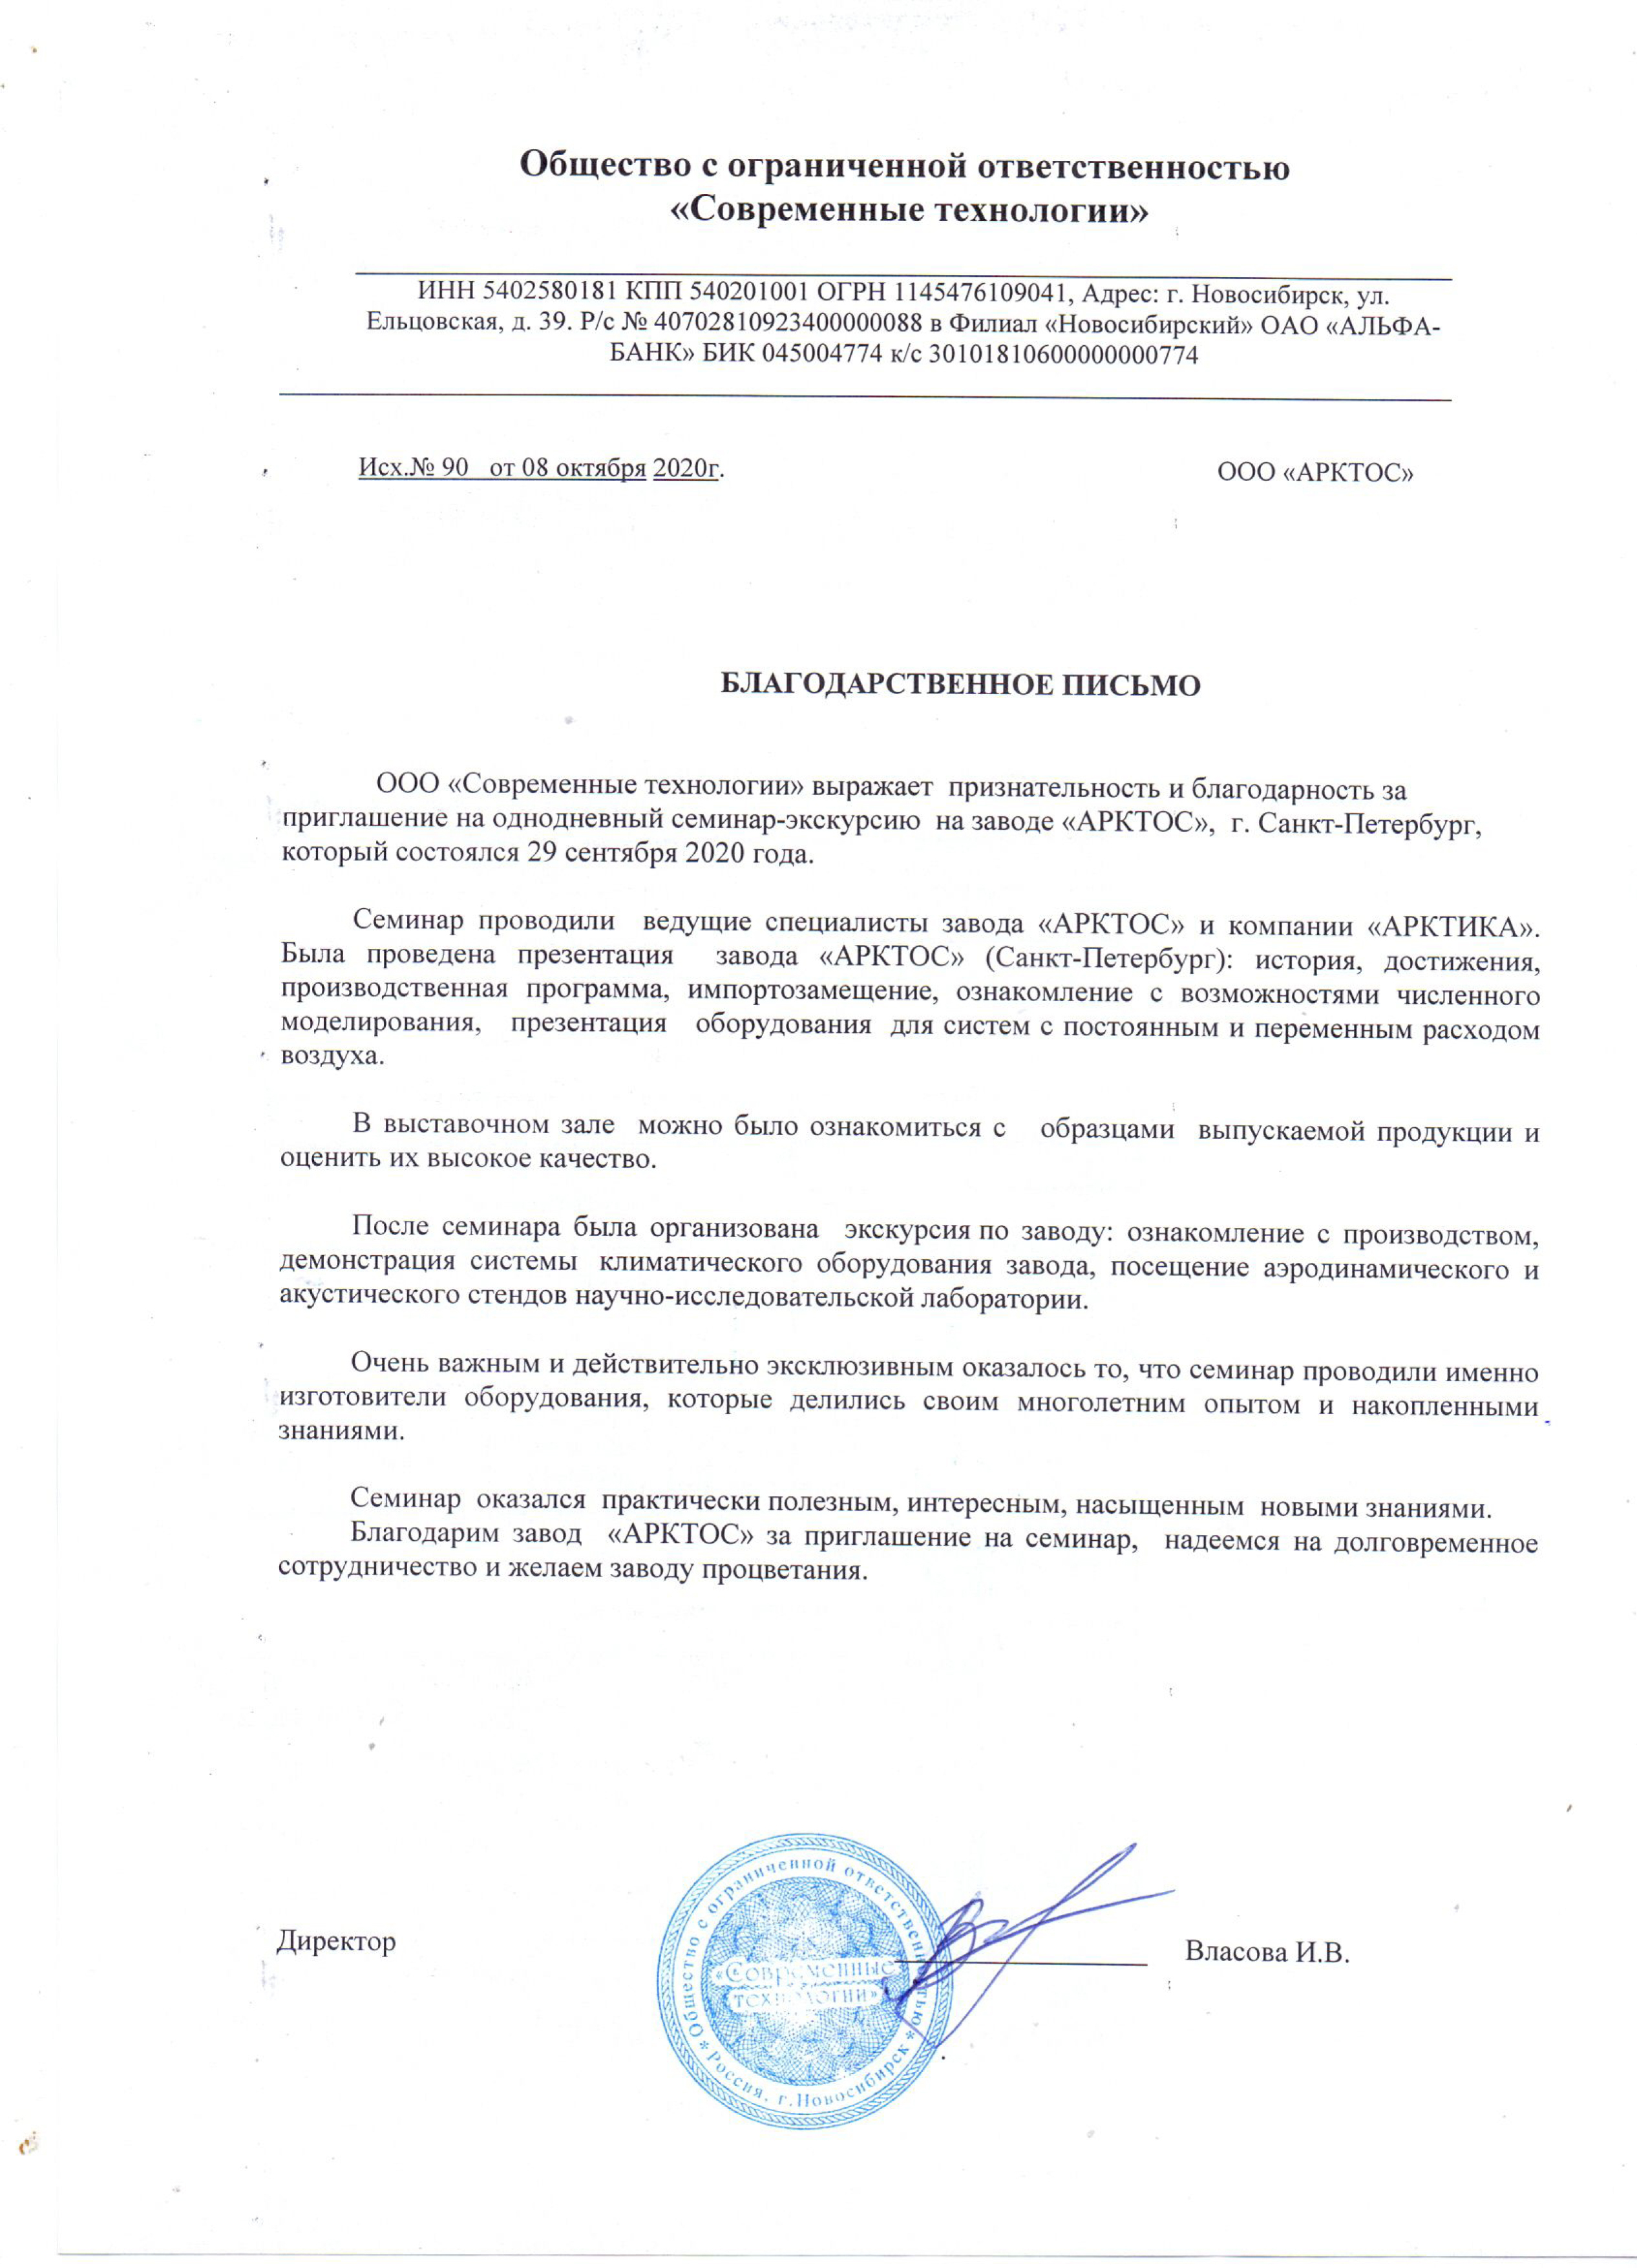 Общество с ограниченной ответственностью
«Современные технологии»
ИНН 5402580181 КПП 540201001 ОГРН 1145476109041, Адрес: г. Новосибирск, ул.
Ельцовская, д. 39. Р/с № 40702810923400000088 в Филиал «Новосибирский» ОАО «АЛЬФА-
БАНК» БИК 045004774 к/с 30101810600000000774
Исх.№ 90 от 08 октября 2020г.
ООО «АРКТОС»
БЛАГОДАРСТВЕННОЕ ПИСЬМО
ООО «Современные технологии» выражает признательность и благодарность за
приглашение на однодневный семинар-экскурсию на заводе «АРКТОС», г. Санкт-Петербург,
который состоялся 29 сентября 2020 года.
Семинар проводили ведущие специалисты завода «АРКТОС» и компании «АРКТИКА».
Была проведена презентация завода «АРКТОС» (Санкт-Петербург): история, достижения,
производственная программа, импортозамещение, ознакомление с возможностями численного
моделирования, презентация оборудования для систем с постоянным и переменным расходом
воздуха.
В выставочном зале можно было ознакомиться с образцами выпускаемой продукции и
оценить их высокое качество.
После семинара была организована экскурсия по заводу: ознакомление с производством,
демонстрация системы климатического оборудования завода, посещение аэродинамического и
акустического стендов научно-исследовательской лаборатории.
Очень важным и действительно эксклюзивным оказалось то, что семинар проводили именно
изготовители оборудования, которые делились своим многолетним опытом и накопленными
знаниями.
Семинар оказался практически полезным, интересным, насыщенным новыми знаниями.
Благодарим завод «АРКТОС» за приглашение на семинар, надеемся на долговременное
сотрудничество и желаем заводу процветания.
Директор
Власова И.В.
Общество с ограниченной ответственностью
«Современные
технологии»
* Россия, г.Новосибирск *